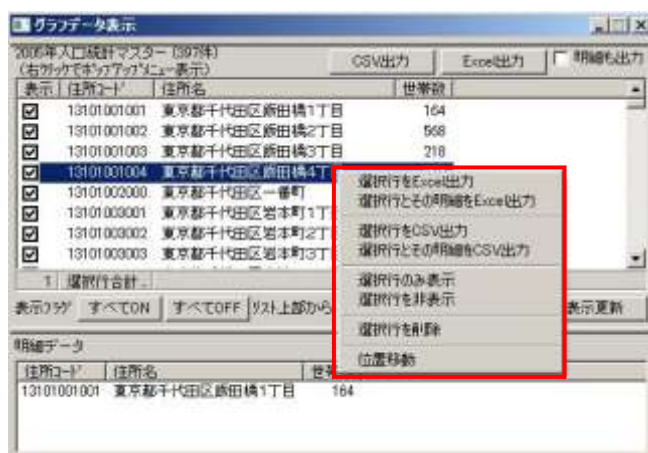 グラフデータ表示
2005年人口統計マスター (397件)
(右クリックでポップアップメニュー表示)
CSV出力 Excel出力 明細も出力
表示 住所コード 住所名 世帯数
13101001001 東京都千代田区飯田橋1丁目 164
13101001002 東京都千代田区飯田橋2丁目 568
13101001003 東京都千代田区飯田橋3丁目 218
13101001004 東京都千代田区飯田橋4丁
13101002000 東京都千代田区一番町
13101003001 東京都千代田区岩本町1丁
13101003002 東京都千代田区岩本町2丁
13101003003 東京都千代田区岩本町3丁
選択行をExcel出力
選択行とその明細をExcel出力
選択行をCSV出力
選択行とその明細をCSV出力
選択行のみ表示
選択行を非表示
選択行を削除
位置移動
1 選択行合計
表示フラグ すべてON すべてOFF リスト上部から 表示更新
明細データ
住所コード 住所名 世
13101001001 東京都千代田区飯田橋1丁目 164